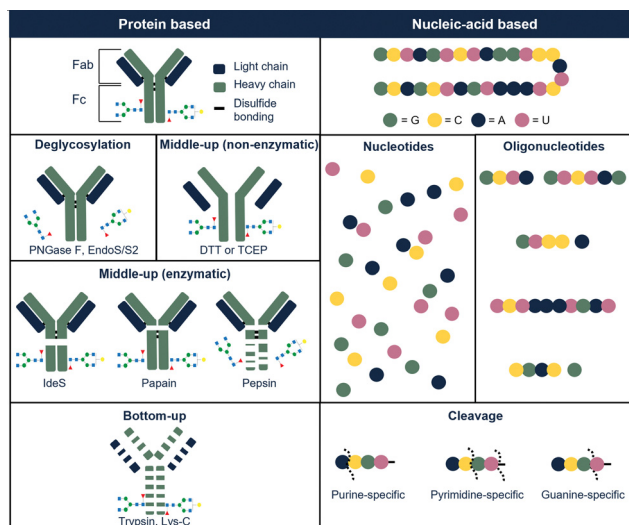 Protein based
Nucleic-acid based
Fab
Fc
Light chain
Heavy chain
Disulfide
bonding
= G = C = A = U
Deglycosylation
PNGase F, EndoS/S2
Middle-up (non-enzymatic)
DTT or TCEP
Nucleotides
Oligonucleotides
Middle-up (enzymatic)
IdeS
Papain
Pepsin
Bottom-up
Trypsin, Lys-C
Cleavage
Purine-specific
Pyrimidine-specific
Guanine-specific